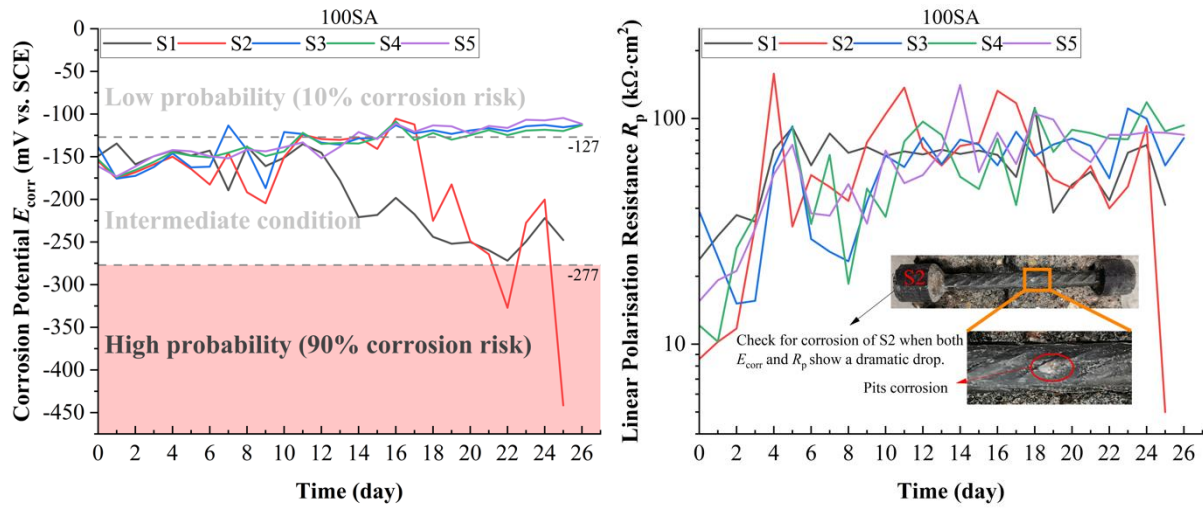 100SA
S1 S2 S3 S4 S5
Corrosion Potential Ecorr (mV vs. SCE)
0
-50
-100
-150
-200
-250
-300
-350
-400
-450
Low probability (10% corrosion risk)
-127
Intermediate condition
-277
High probability (90% corrosion risk)
0 2 4 6 8 10 12 14 16 18 20 22 24 26
Time (day)
100SA
S1 S2 S3 S4 S5
Linear Polarisation Resistance Rp (kΩ·cm2)
100
10
S2
Check for corrosion of S2 when both
Ecorr and Rp show a dramatic drop.
Pits corrosion
0 2 4 6 8 10 12 14 16 18 20 22 24 26
Time (day)